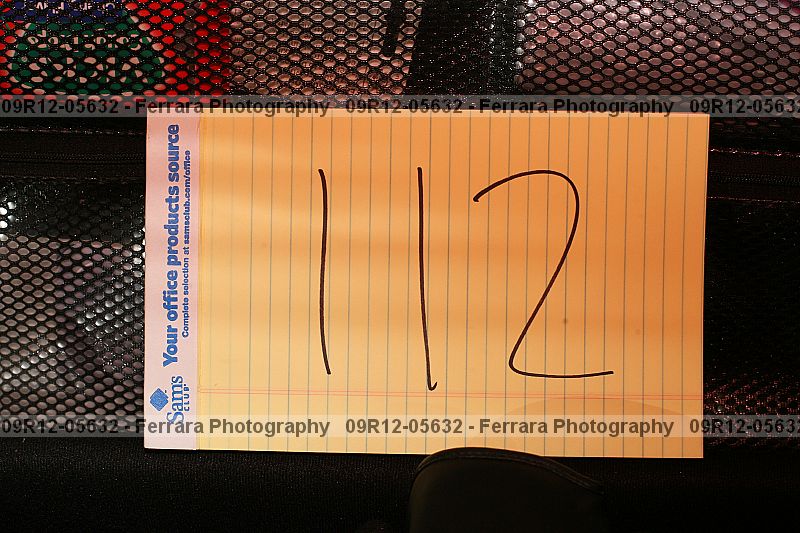 09R12-05632 - Ferrara Photography 09R12-05632 - Ferrara Photography 09R12-05632
112
Your office products source
Complete selection at samsclub.com/office
Sams
CLUB
09R12-05632 - Ferrara Photography 09R12-05632 - Ferrara Photography 09R12-05632